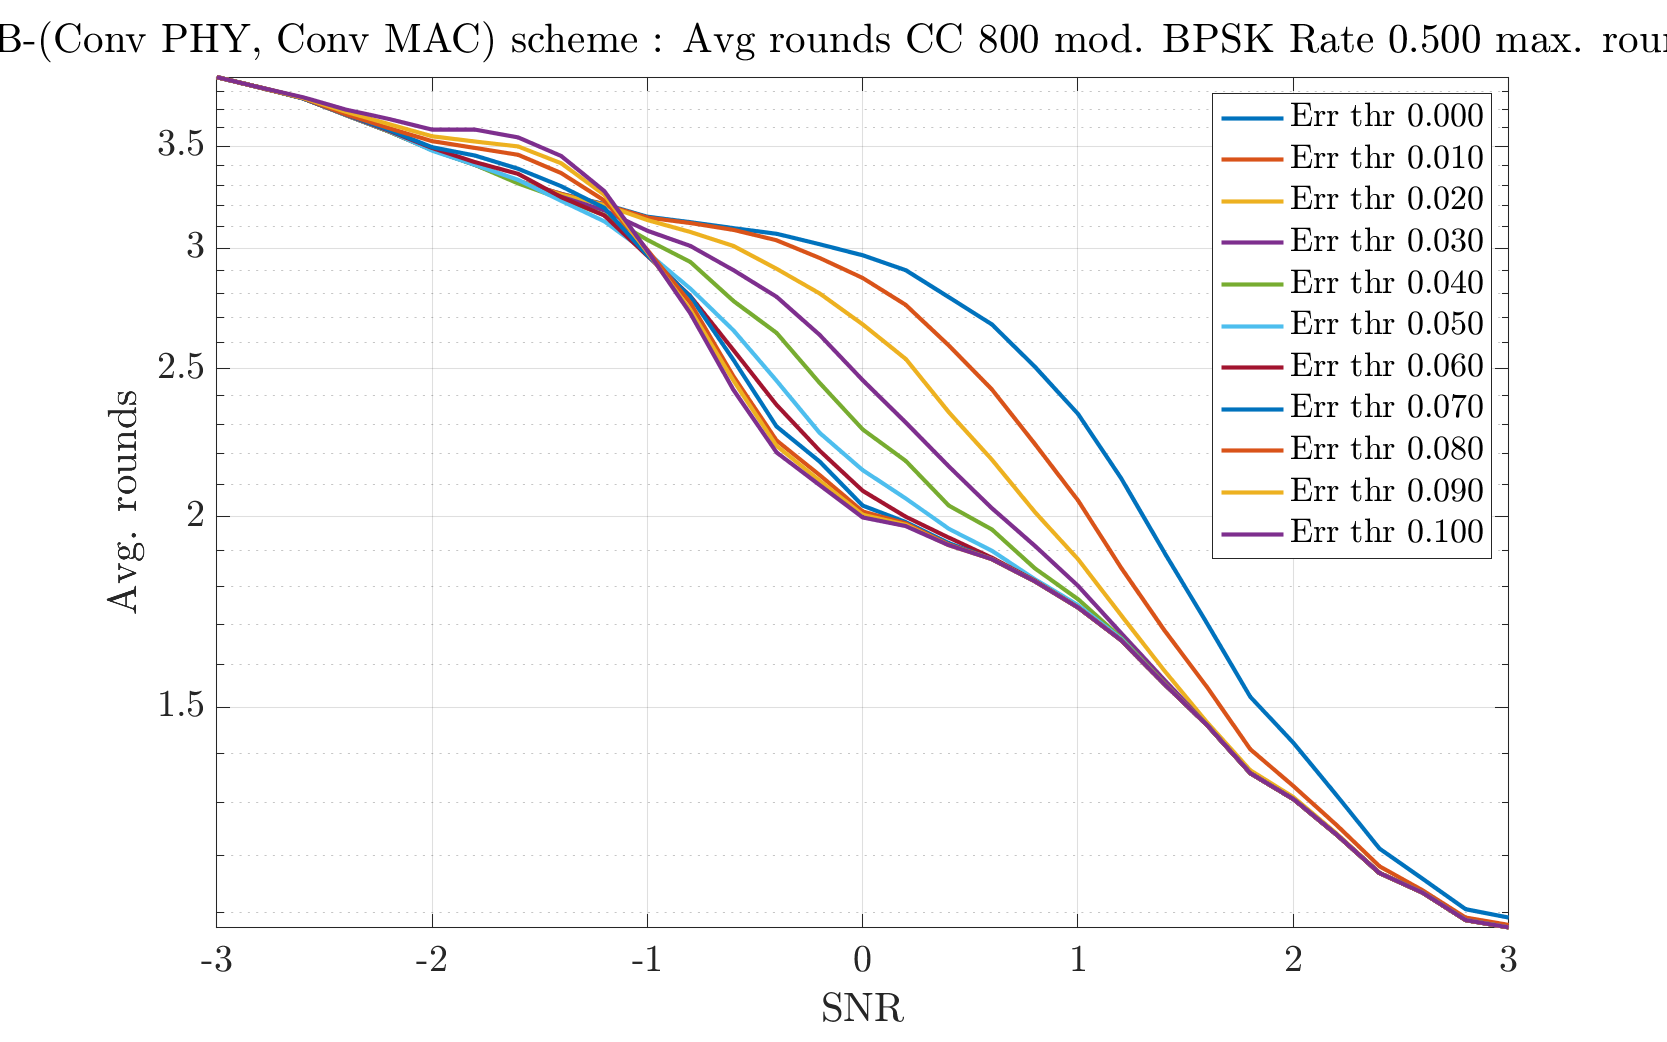 B-(Conv PHY, Conv MAC) scheme : Avg rounds CC 800 mod. BPSK Rate 0.500 max.
Err thr 0.000
Err thr 0.010
Err thr 0.020
Err thr 0.030
Err thr 0.040
Err thr 0.050
Err thr 0.060
Err thr 0.070
Err thr 0.080
Err thr 0.090
Err thr 0.100
3.5
3
2.5
2
1.5
Avg. rounds
-3 -2 -1 0 1 2 3
SNR